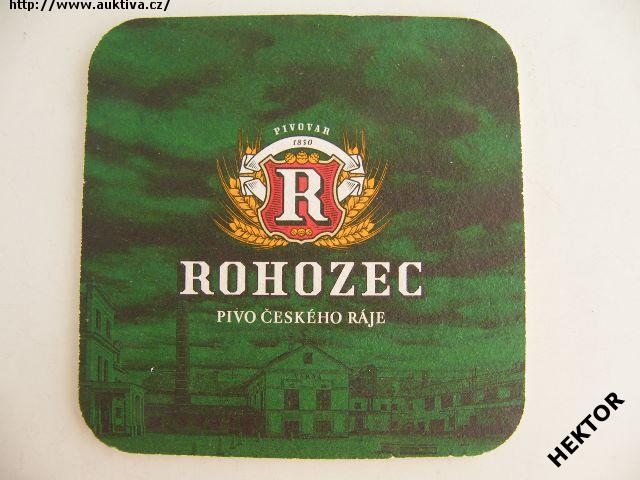 http://www.auktiva.cz/
PIVOVAR
1850
R
ROHOZEC
PIVO ČESKÉHO RÁJE
HEKTOR